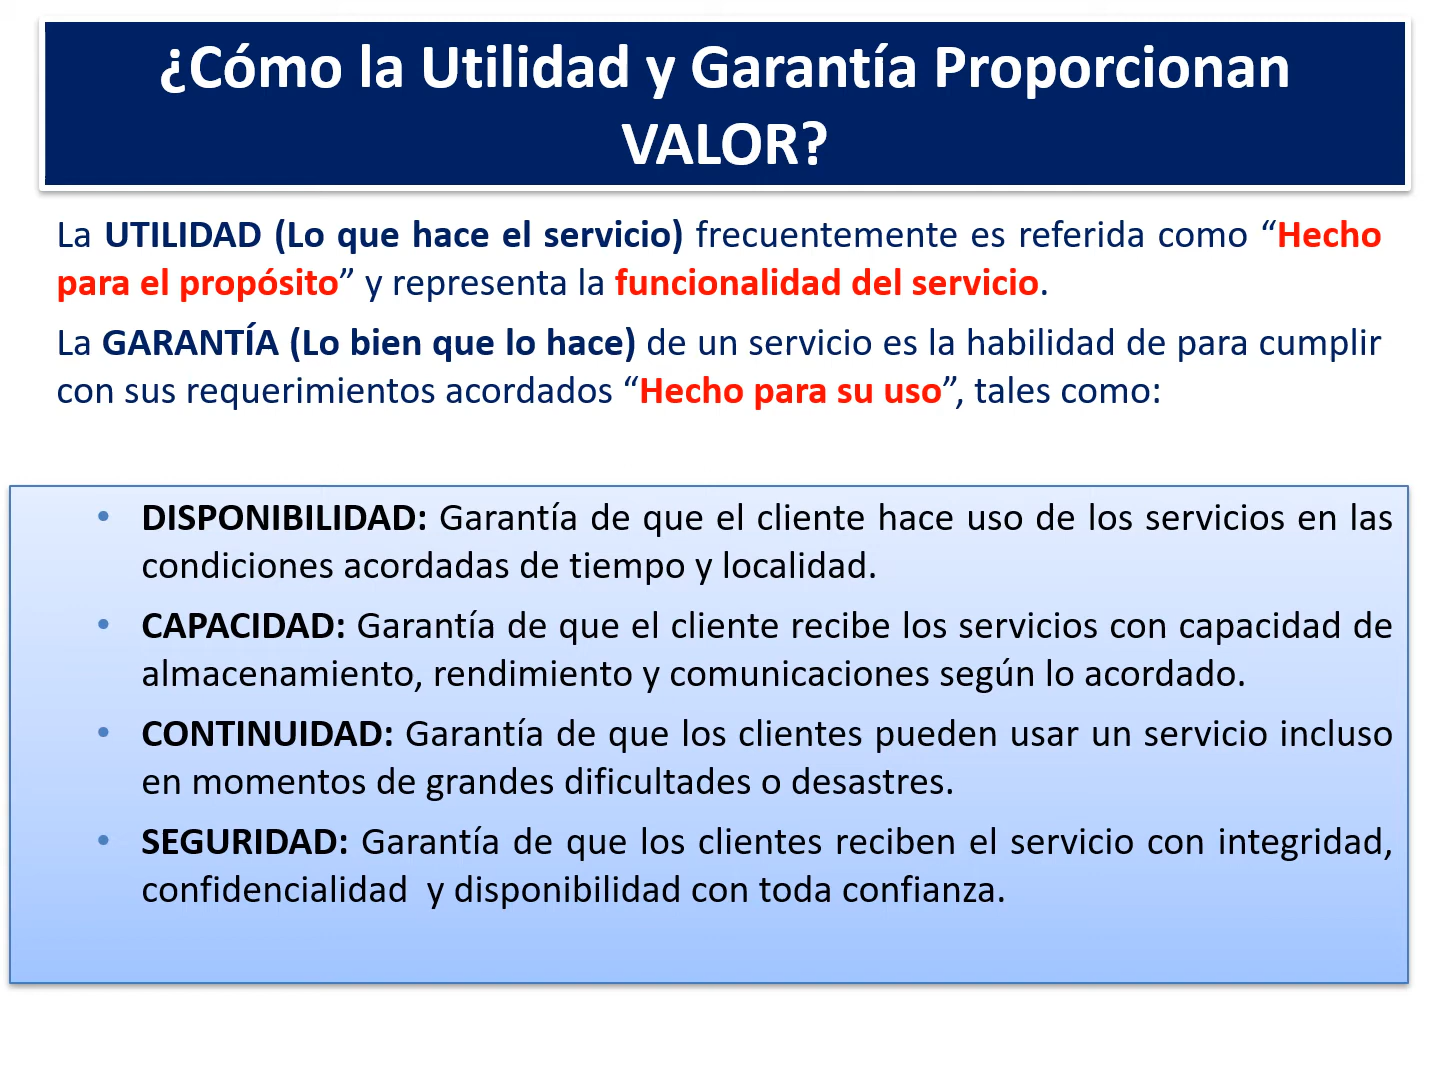 ¿Cómo la Utilidad y Garantía Proporcionan
VALOR?
La UTILIDAD (Lo que hace el servicio) frecuentemente es referida como “Hecho
para el propósito” y representa la funcionalidad del servicio.
La GARANTÍA (Lo bien que lo hace) de un servicio es la habilidad de para cumplir
con sus requerimientos acordados “Hecho para su uso”, tales como:
• DISPONIBILIDAD: Garantía de que el cliente hace uso de los servicios en las
condiciones acordadas de tiempo y localidad.
• CAPACIDAD: Garantía de que el cliente recibe los servicios con capacidad de
almacenamiento, rendimiento y comunicaciones según lo acordado.
• CONTINUIDAD: Garantía de que los clientes pueden usar un servicio incluso
en momentos de grandes dificultades o desastres.
• SEGURIDAD: Garantía de que los clientes reciben el servicio con integridad,
confidencialidad  y disponibilidad con toda confianza.